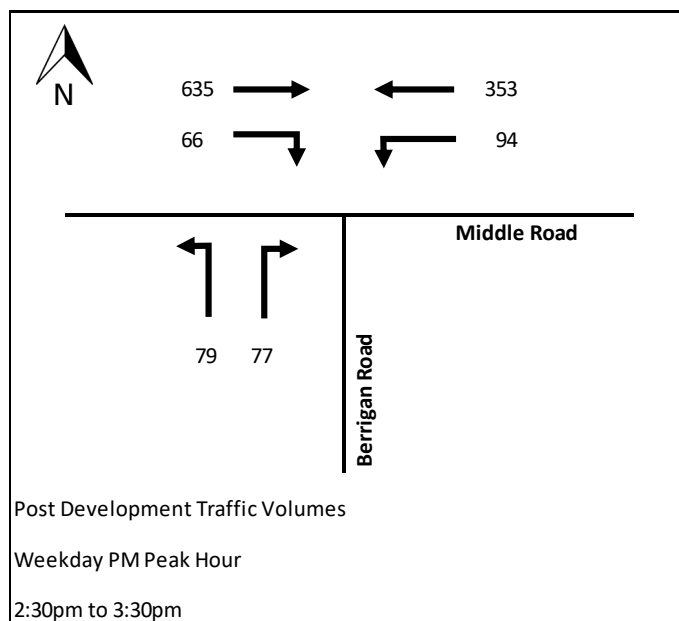 N
635 353
66 94
Middle Road
79 77
Berrigan Road
Post Development Traffic Volumes
Weekday PM Peak Hour
2:30pm to 3:30pm